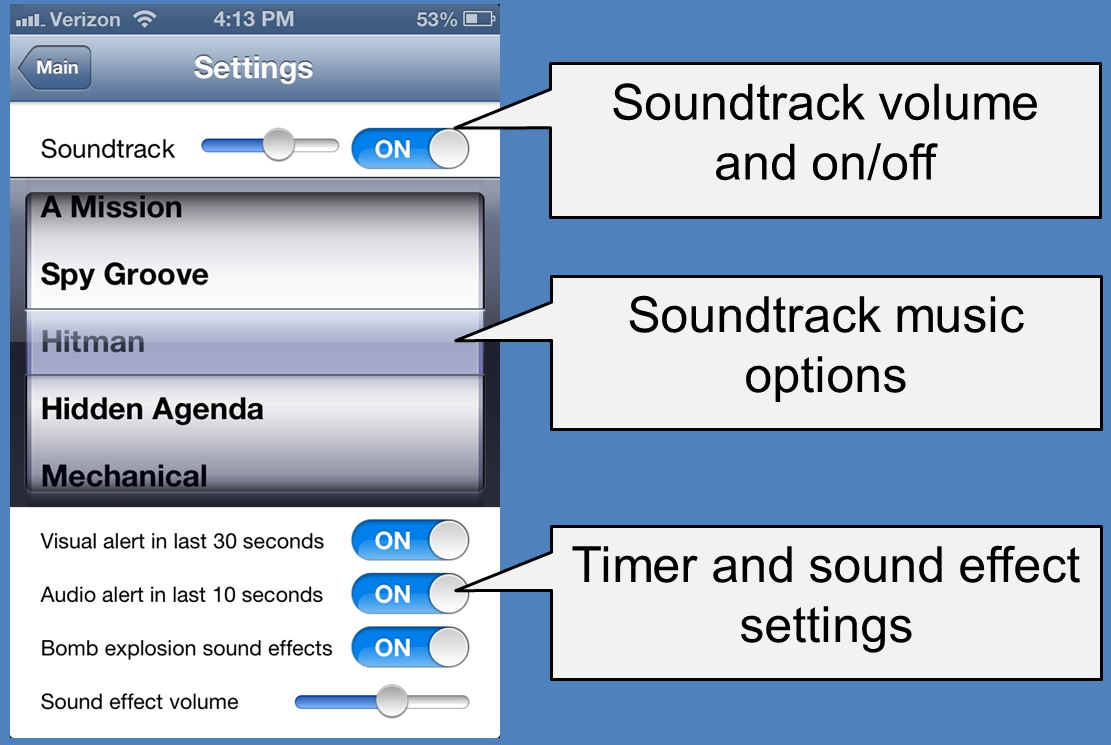 Verizon 4:13 PM 53%
Main Settings
Soundtrack ON
A Mission
Spy Groove
Hitman
Hidden Agenda
Mechanical
Visual alert in last 30 seconds ON
Audio alert in last 10 seconds ON
Bomb explosion sound effects ON
Sound effect volume
Soundtrack volume
and on/off
Soundtrack music
options
Timer and sound effect
settings